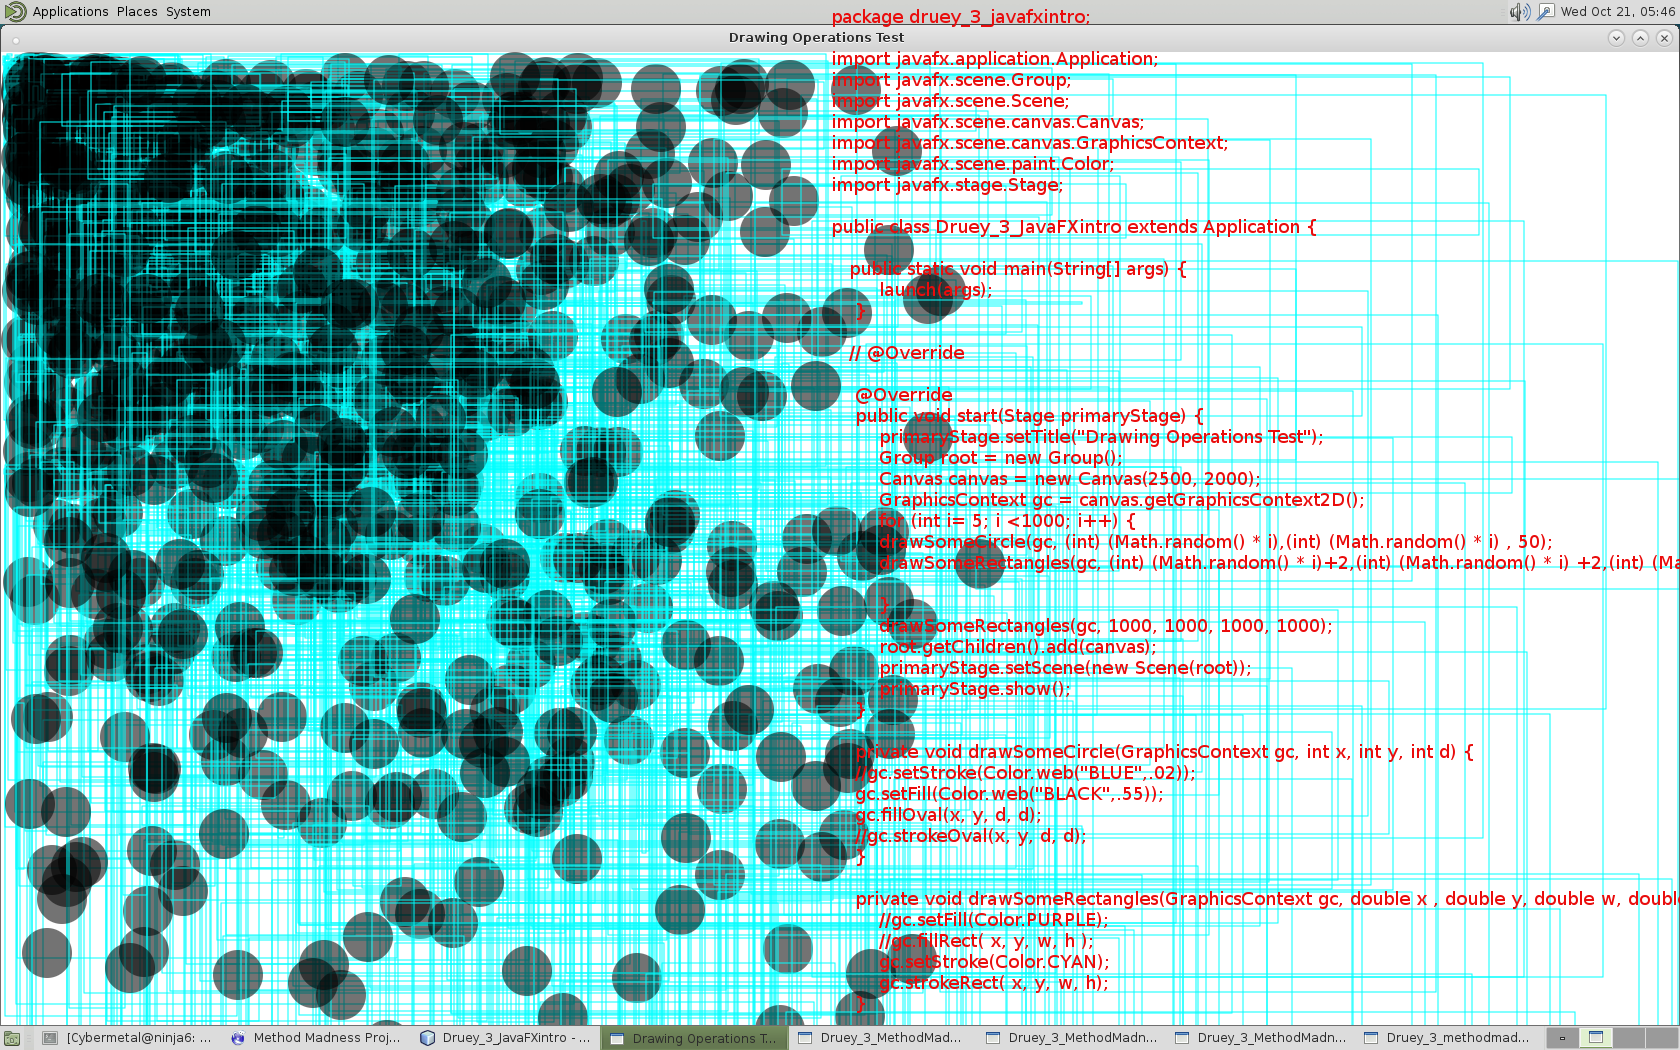 Applications Places System
Wed Oct 21, 05:46
package druey_3_javafxintro;
Drawing Operations Test
import javafx.application.Application;
import javafx.scene.Group;
import javafx.scene.Scene;
import javafx.scene.canvas.Canvas;
import javafx.scene.canvas.GraphicsContext;
import javafx.scene.paint.Color;
import javafx.stage.Stage;
public class Druey_3_JavaFXintro extends Application {
public static void main(String[] args) {
launch(args);
}
// @Override
@Override
public void start(Stage primaryStage) {
primaryStage.setTitle("Drawing Operations Test");
Group root = new Group();
Canvas canvas = new Canvas(2500, 2000);
GraphicsContext gc = canvas.getGraphicsContext2D();
for (int i= 5; i <1000; i++) {
drawSomeCircle(gc, (int) (Math.random() * i),(int) (Math.random() * i) , 50);
drawSomeRectangles(gc, (int) (Math.random() * i)+2,(int) (Math.random() * i) +2,(int) (Ma
}
drawSomeRectangles(gc, 1000, 1000, 1000, 1000);
root.getChildren().add(canvas);
primaryStage.setScene(new Scene(root));
primaryStage.show();
}
private void drawSomeCircle(GraphicsContext gc, int x, int y, int d) {
//gc.setStroke(Color.web("BLUE",.02));
gc.setFill(Color.web("BLACK",.55));
gc.fillOval(x, y, d, d);
//gc.strokeOval(x, y, d, d);
}
private void drawSomeRectangles(GraphicsContext gc, double x , double y, double w, double
//gc.setFill(Color.PURPLE);
//gc.fillRect( x, y, w, h );
gc.setStroke(Color.CYAN);
gc.strokeRect( x, y, w, h);
}
[Cybermetal@ninja6: ... Method Madness Proj... Druey_3_JavaFXintro - ... Drawing Operations T... Druey_3_MethodMad... Druey_3_MethodMadn... Druey_3_MethodMadn... Druey_3_methodmad...